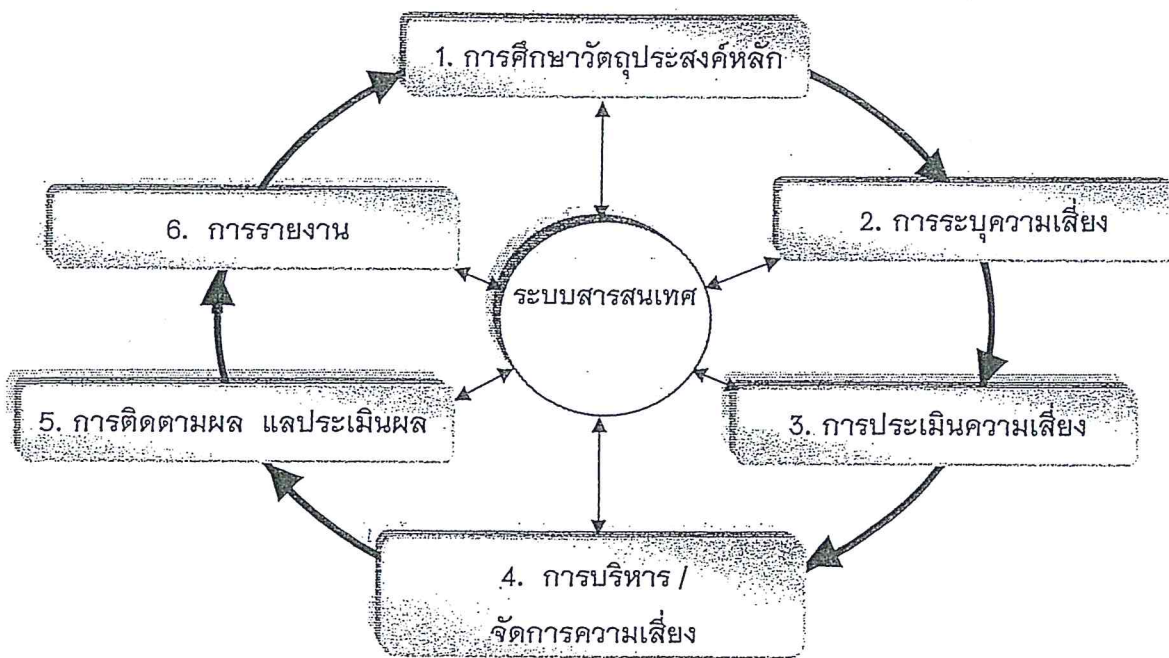 1. การศึกษาวัตถุประสงค์หลัก
2. การระบุความเสี่ยง
3. การประเมินความเสี่ยง
4. การบริหาร /
จัดการความเสี่ยง
5. การติดตามผล แลประเมินผล
6. การรายงาน
ระบบสารสนเทศ